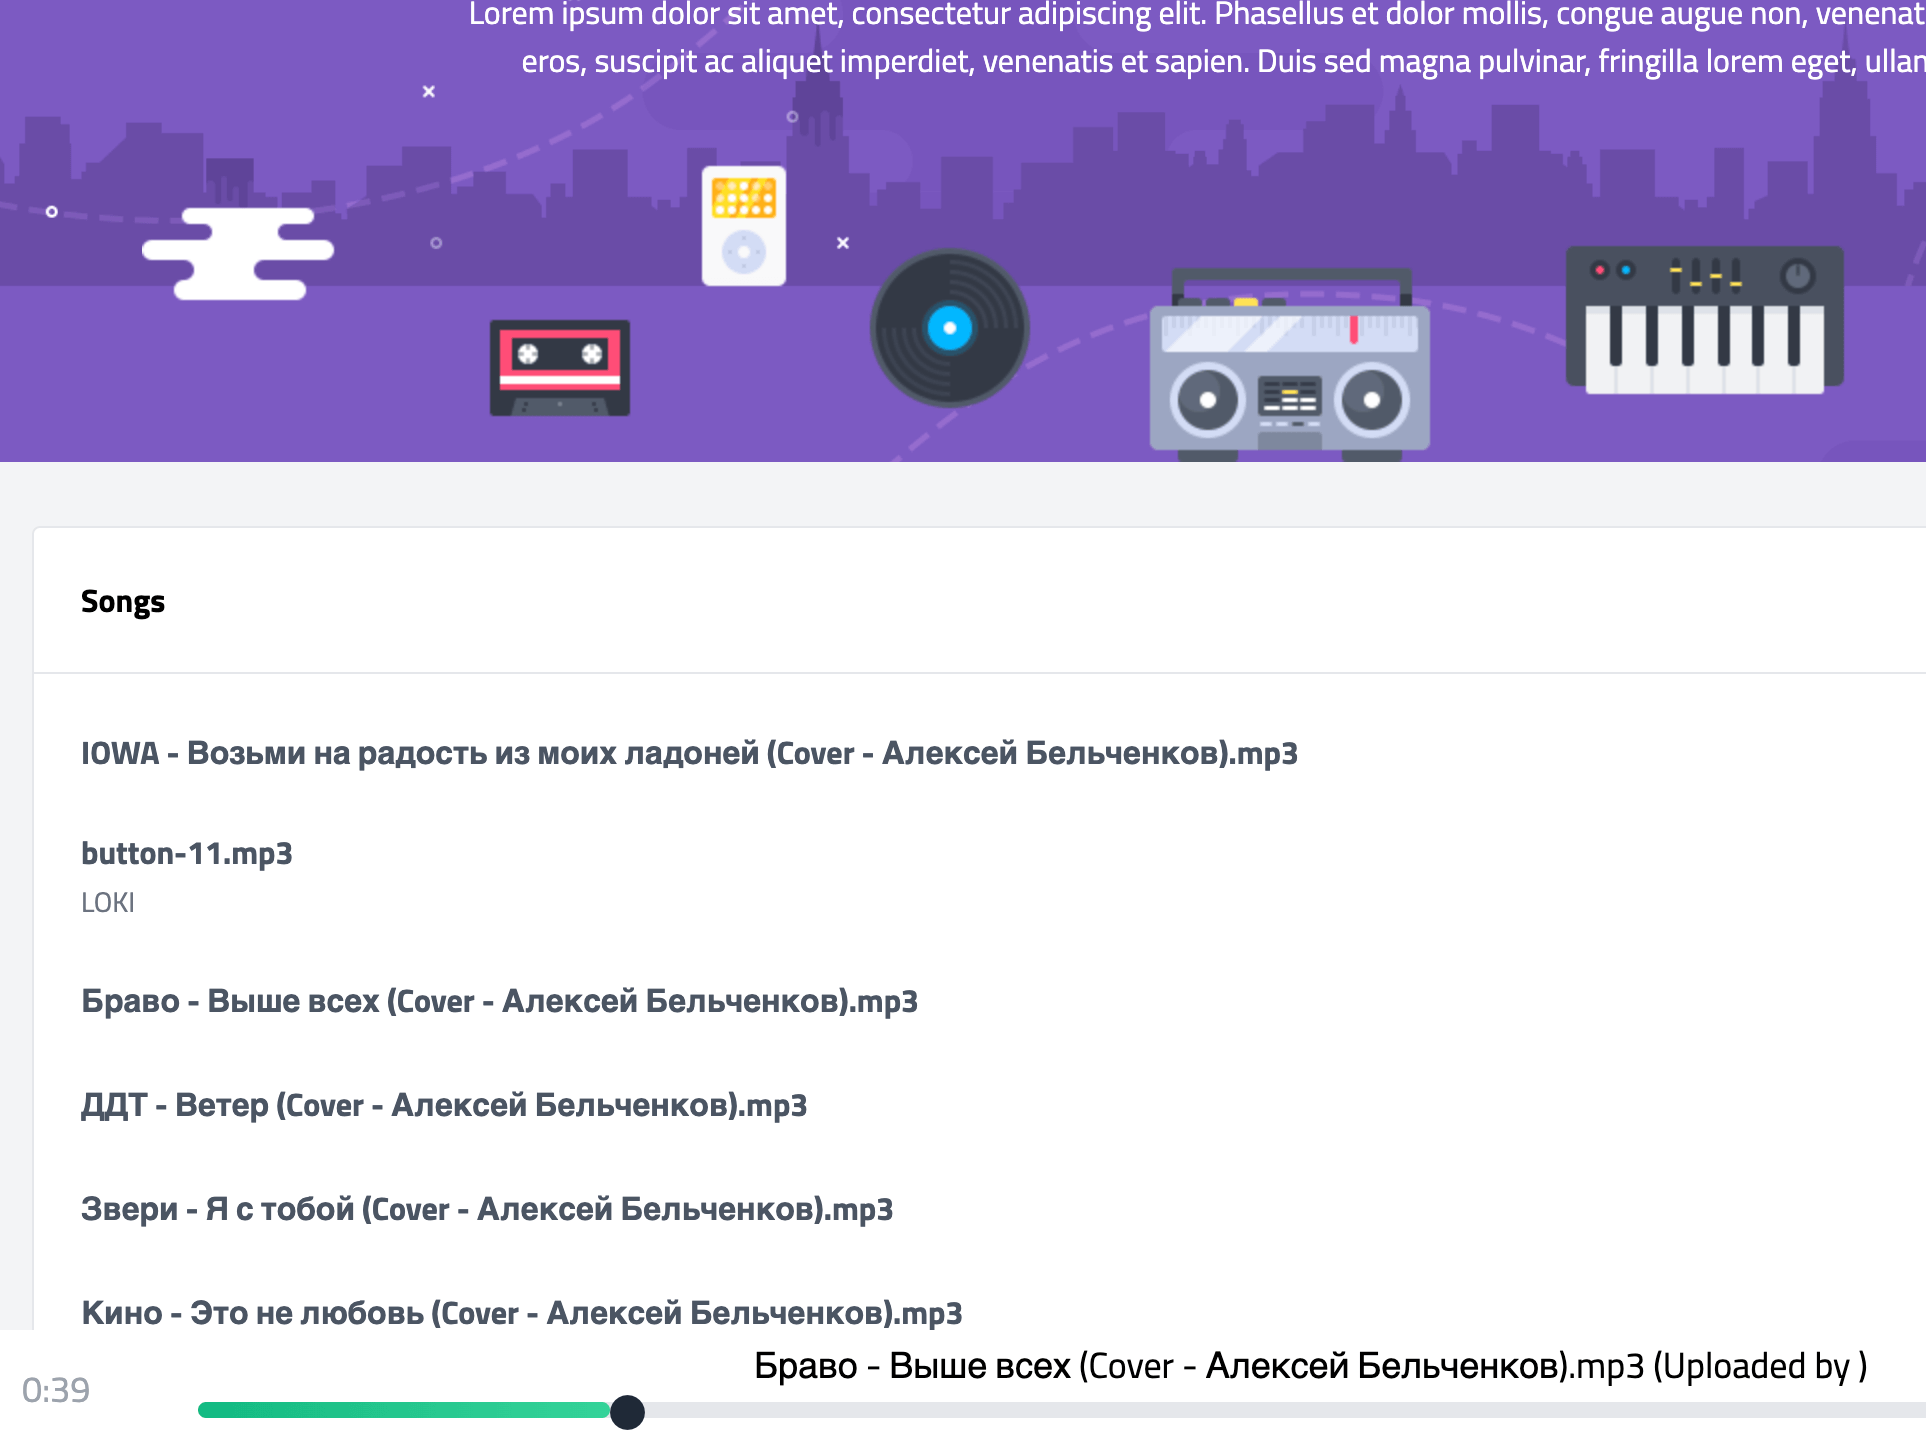 Lorem ipsum dolor sit amet, consectetur adipiscing elit. Phasellus et dolor mollis, congue augue non,
eros, suscipit ac aliquet imperdiet, venenatis et sapien. Duis sed magna pulvinar, fringilla lorem eget,
Songs
IOWA - Возьми на радость из моих ладоней (Cover - Алексей Бельченков).mp3
button-11.mp3
LOKI
Браво - Выше всех (Cover - Алексей Бельченков).mp3
ДДТ - Ветер (Cover - Алексей Бельченков).mp3
Звери - Я с тобой (Cover - Алексей Бельченков).mp3
Кино - Это не любовь (Cover - Алексей Бельченков).mp3
Браво - Выше всех (Cover - Алексей Бельченков).mp3 (Uploaded by )
0:39